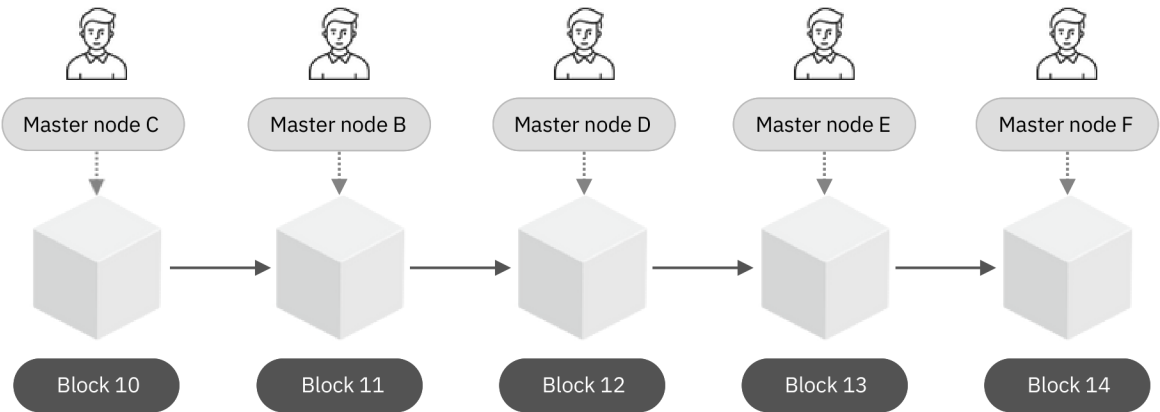 Master node C
Master node B
Master node D
Master node E
Master node F
Block 10
Block 11
Block 12
Block 13
Block 14